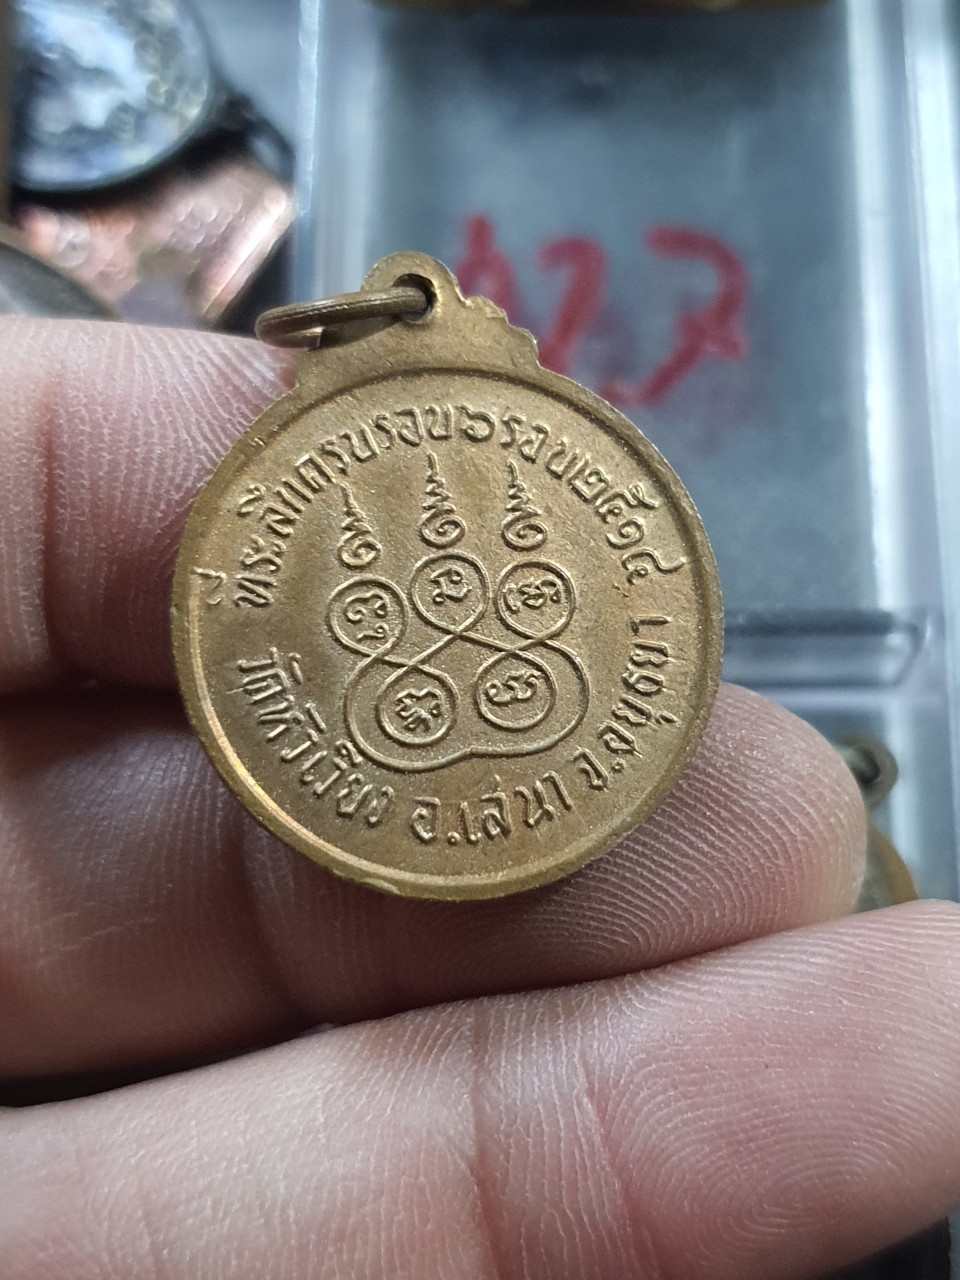 ที่ระลึกครบรอบ๖รอบ๒๕๑๔
วัดหัวเวียง อ.เสนา จ.อยุธยา